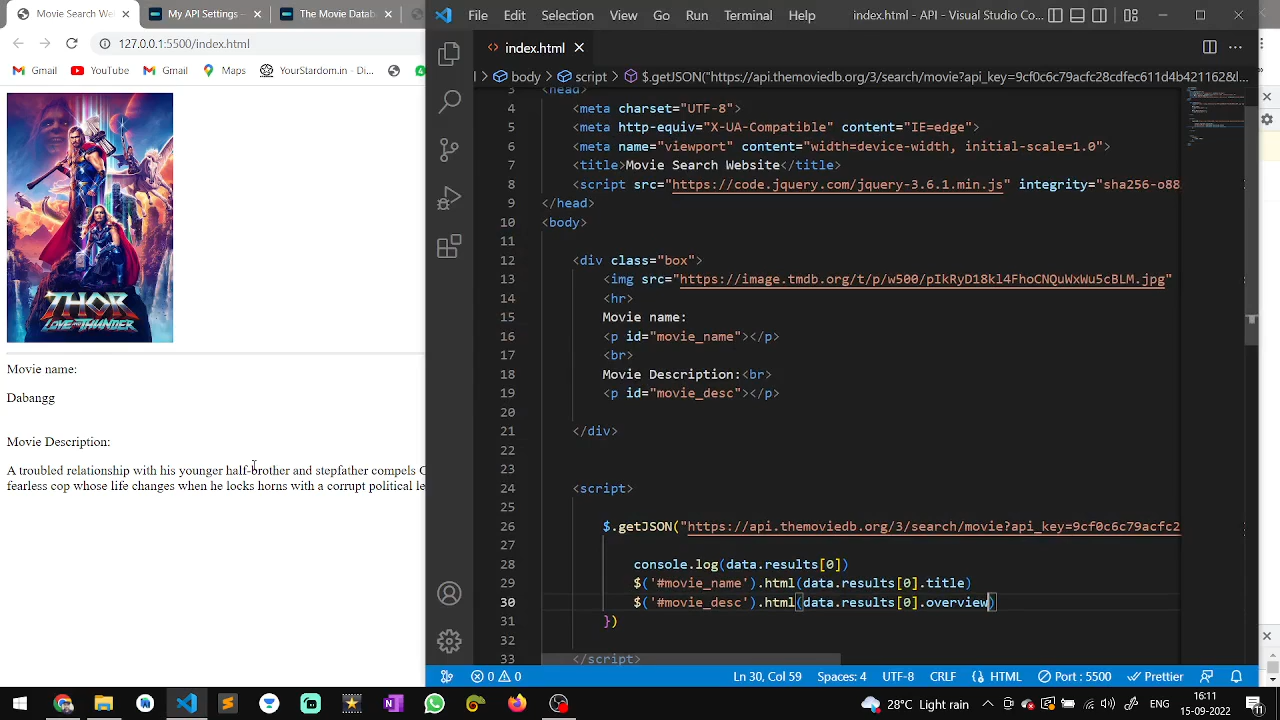 Movie Search We
My API Settings –
The Movie Datab
File Edit Selection View Go Run Terminal Help
index.html - API - Visual Studio Co...
127.0.0.1:5500/index.html
index.html
Gmail YouTube Gmail Maps YourStardom.in - Di...
body > script > $.getJSON("https://api.themoviedb.org/3/search/movie?api_key=9cf0c6c79acfc28cdfec611d4b421162&l...
3 <head>
4 <meta charset="UTF-8">
5 <meta http-equiv="X-UA-Compatible" content="IE=edge">
6 <meta name="viewport" content="width=device-width, initial-scale=1.0">
7 <title>Movie Search Website</title>
8 <script src="https://code.jquery.com/jquery-3.6.1.min.js" integrity="sha256-o88
9 </head>
10 <body>
11
12 <div class="box">
13 <img src="https://image.tmdb.org/t/p/w500/pIkRyD18kl4FhoCNQuWxWu5cBLM.jpg"
14 <hr>
15 Movie name:
16 <p id="movie_name"></p>
17 <br>
18 Movie Description:<br>
19 <p id="movie_desc"></p>
20
21 </div>
22
23
24 <script>
25
26 $.getJSON("https://api.themoviedb.org/3/search/movie?api_key=9cf0c6c79acfc2
27
28 console.log(data.results[0])
29 $('#movie_name').html(data.results[0].title)
30 $('#movie_desc').html(data.results[0].overview)
31 })
32
33 </script>
THOR
LOVE AND THUNDER
Movie name:
Dabangg
Movie Description:
A troubled relationship with his younger half-brother and stepfather compels C
fearless cop whose life changes when he locks horns with a corrupt political le
0 0
Ln 30, Col 59 Spaces: 4 UTF-8 CRLF HTML Port : 5500 Prettier
28°C Light rain
ENG
16:11
15-09-2022